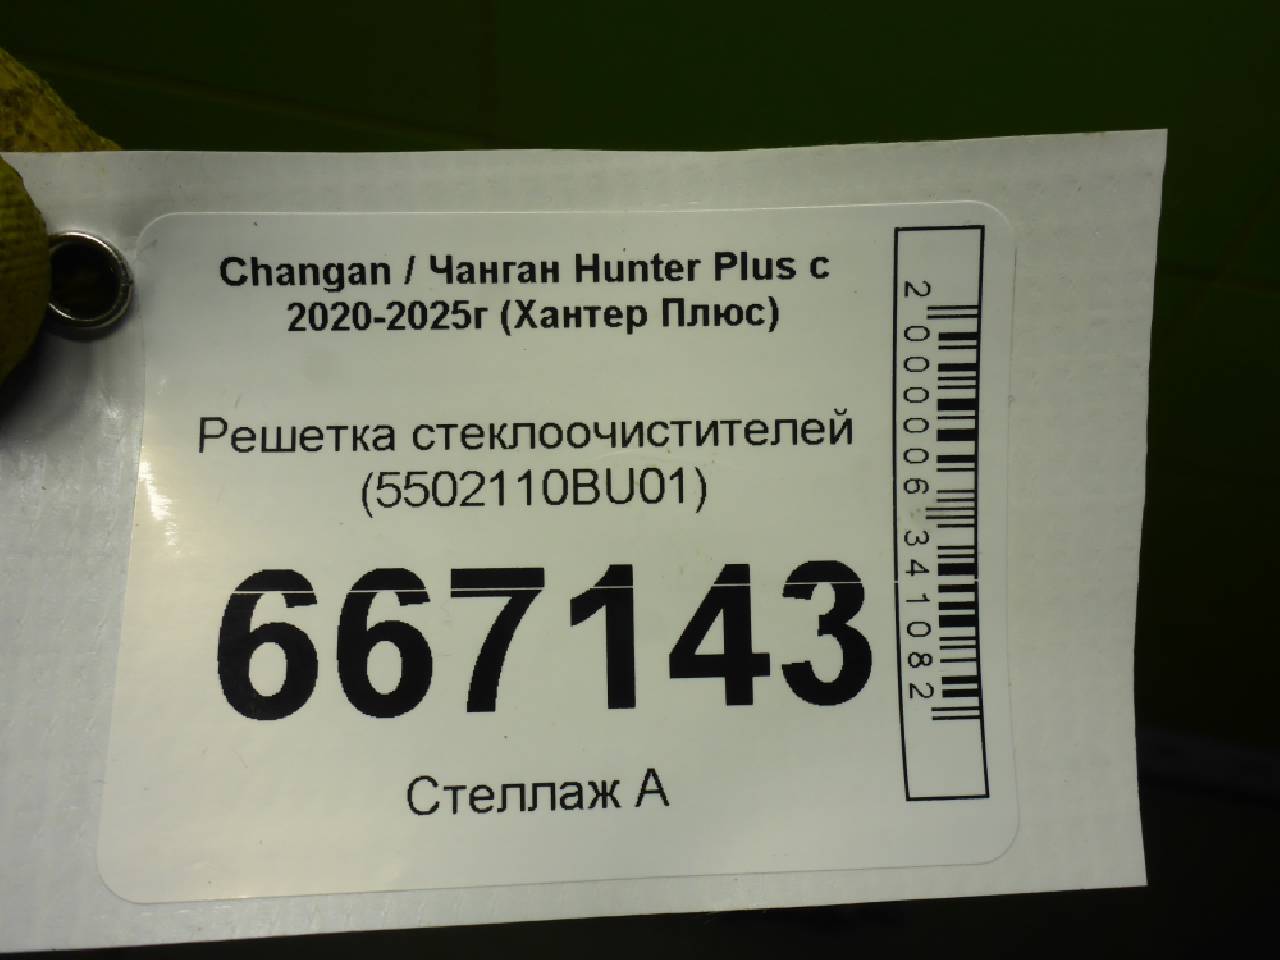 Changan / Чанган Hunter Plus с
2020-2025г (Хантер Плюс)
Решетка стеклоочистителей
(5502110BU01)
667143
Стеллаж А
2000006341082